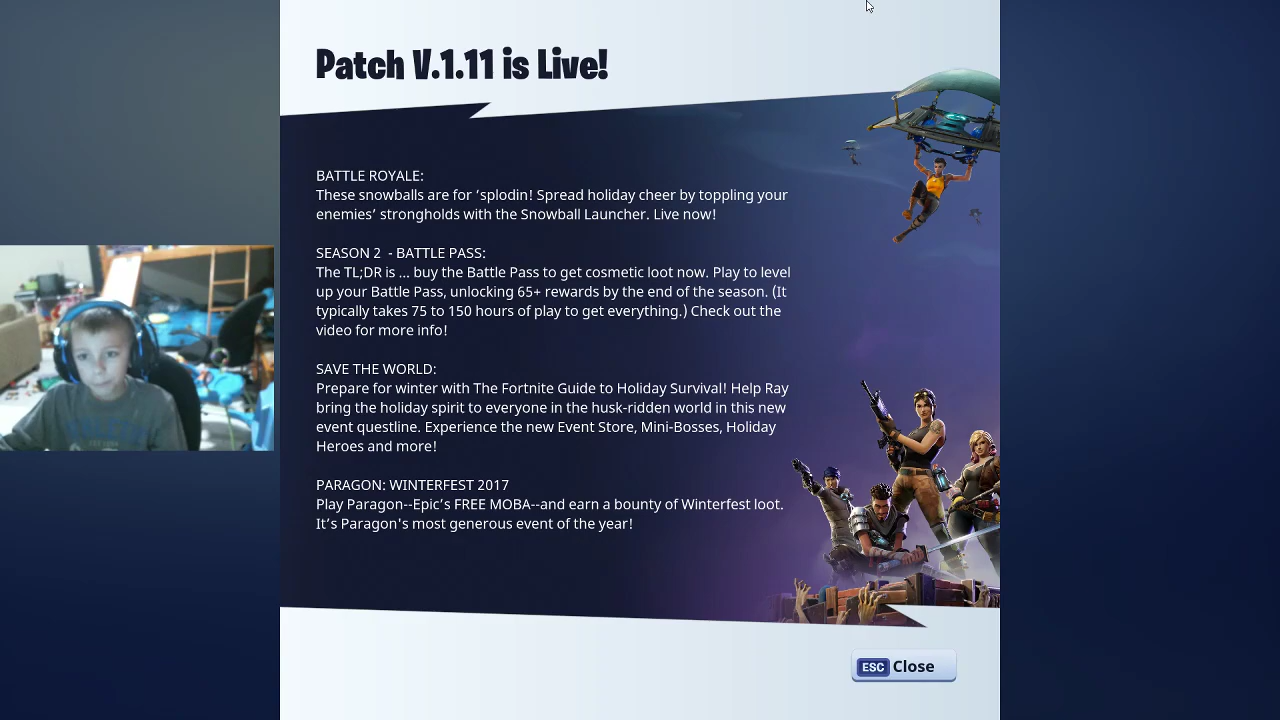 Patch V.1.11 is Live!
BATTLE ROYALE:
These snowballs are for ‘splodin! Spread holiday cheer by toppling your
enemies’ strongholds with the Snowball Launcher. Live now!
SEASON 2  - BATTLE PASS:
The TL;DR is ... buy the Battle Pass to get cosmetic loot now. Play to level
up your Battle Pass, unlocking 65+ rewards by the end of the season. (It
typically takes 75 to 150 hours of play to get everything.) Check out the
video for more info!
SAVE THE WORLD:
Prepare for winter with The Fortnite Guide to Holiday Survival! Help Ray
bring the holiday spirit to everyone in the husk-ridden world in this new
event questline. Experience the new Event Store, Mini-Bosses, Holiday
Heroes and more!
PARAGON: WINTERFEST 2017
Play Paragon--Epic’s FREE MOBA--and earn a bounty of Winterfest loot.
It’s Paragon's most generous event of the year!
ESC Close